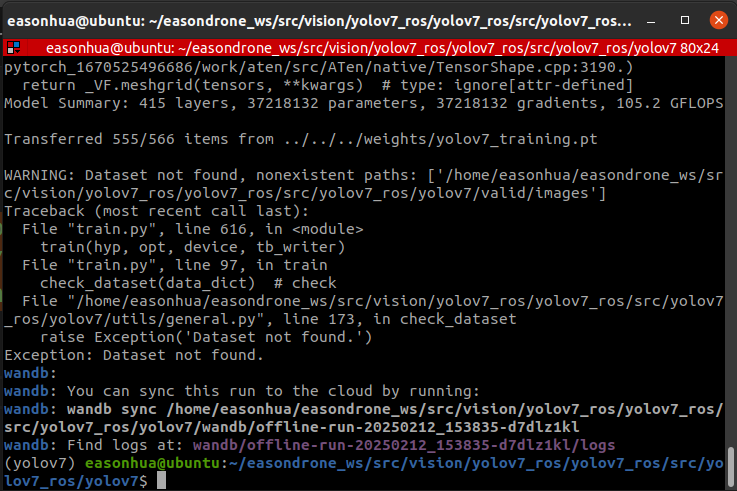 easonhua@ubuntu: ~/easondrone_ws/src/vision/yolov7_ros/yolov7_ros/src/yolov7_ros...
easonhua@ubuntu: ~/easondrone_ws/src/vision/yolov7_ros/yolov7_ros/src/yolov7_ros/yolov7 80x24
pytorch_1670525496686/work/aten/src/ATen/native/TensorShape.cpp:3190.)
  return _VF.meshgrid(tensors, **kwargs)  # type: ignore[attr-defined]
Model Summary: 415 layers, 37218132 parameters, 37218132 gradients, 105.2 GFLOPS
Transferred 555/566 items from ../../../weights/yolov7_training.pt
WARNING: Dataset not found, nonexistent paths: ['/home/easonhua/easondrone_ws/sr
c/vision/yolov7_ros/yolov7_ros/src/yolov7_ros/yolov7/valid/images']
Traceback (most recent call last):
  File "train.py", line 616, in <module>
    train(hyp, opt, device, tb_writer)
  File "train.py", line 97, in train
    check_dataset(data_dict)  # check
  File "/home/easonhua/easondrone_ws/src/vision/yolov7_ros/yolov7_ros/src/yolov7
_ros/yolov7/utils/general.py", line 173, in check_dataset
    raise Exception('Dataset not found.')
Exception: Dataset not found.
wandb:
wandb: You can sync this run to the cloud by running:
wandb: wandb sync /home/easonhua/easondrone_ws/src/vision/yolov7_ros/yolov7_ros/
src/yolov7_ros/yolov7/wandb/offline-run-20250212_153835-d7dlz1kl
wandb: Find logs at: wandb/offline-run-20250212_153835-d7dlz1kl/logs
(yolov7) easonhua@ubuntu:~/easondrone_ws/src/vision/yolov7_ros/yolov7_ros/src/yo
lov7_ros/yolov7$